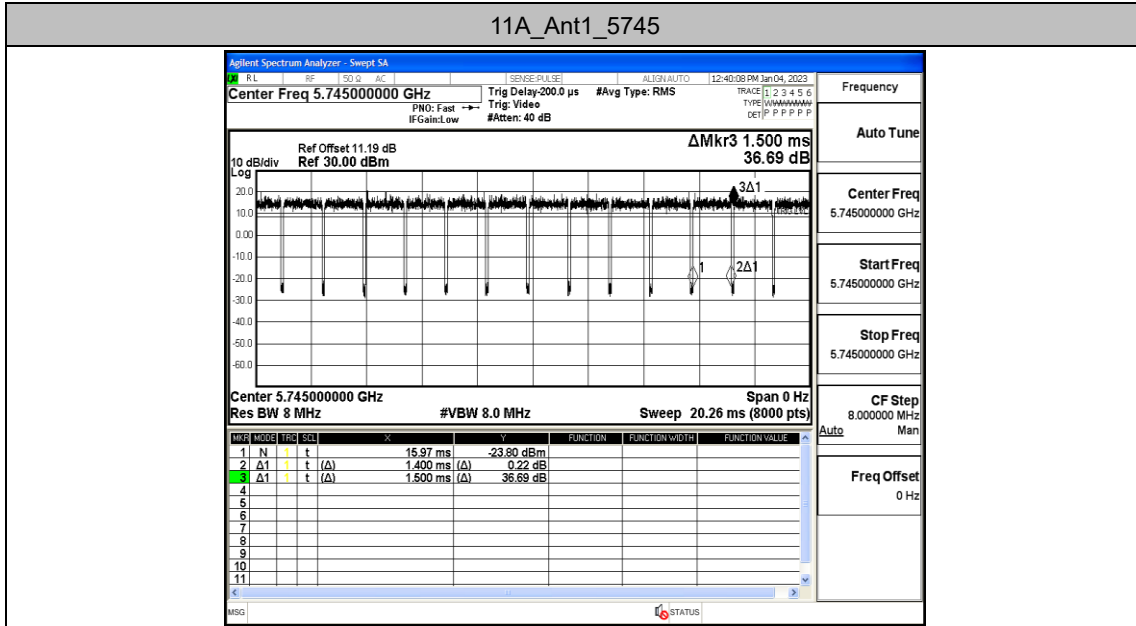 11A_Ant1_5745
Agilent Spectrum Analyzer - Swept SA
LXI RL RF 50 Ω AC SENSE:PULSE ALIGNAUTO 12:40:08 PM Jan 04, 2023
Center Freq 5.745000000 GHz
PNO: Fast
IFGain:Low
Trig Delay-200.0 µs
Trig: Video
#Atten: 40 dB
#Avg Type: RMS
TRACE 1 2 3 4 5 6
TYPE
DET P P P P P P
Ref Offset 11.19 dB
10 dB/div Ref 30.00 dBm
Log
ΔMkr3 1.500 ms
36.69 dB
20.0
10.0
0.00
-10.0
-20.0
-30.0
-40.0
-50.0
-60.0
3Δ1
1
2Δ1
Center 5.745000000 GHz Span 0 Hz
Res BW 8 MHz #VBW 8.0 MHz Sweep 20.26 ms (8000 pts)
MKR MODE TRC SCL X Y FUNCTION FUNCTION WIDTH FUNCTION VALUE
1 N 1 t 15.97 ms -23.80 dBm
2 Δ1 1 t (Δ) 1.400 ms (Δ) 0.22 dB
3 Δ1 1 t (Δ) 1.500 ms (Δ) 36.69 dB
4
5
6
7
8
9
10
11
MSG STATUS
Frequency
Auto Tune
Center Freq
5.745000000 GHz
Start Freq
5.745000000 GHz
Stop Freq
5.745000000 GHz
CF Step
8.000000 MHz
Auto Man
Freq Offset
0 Hz